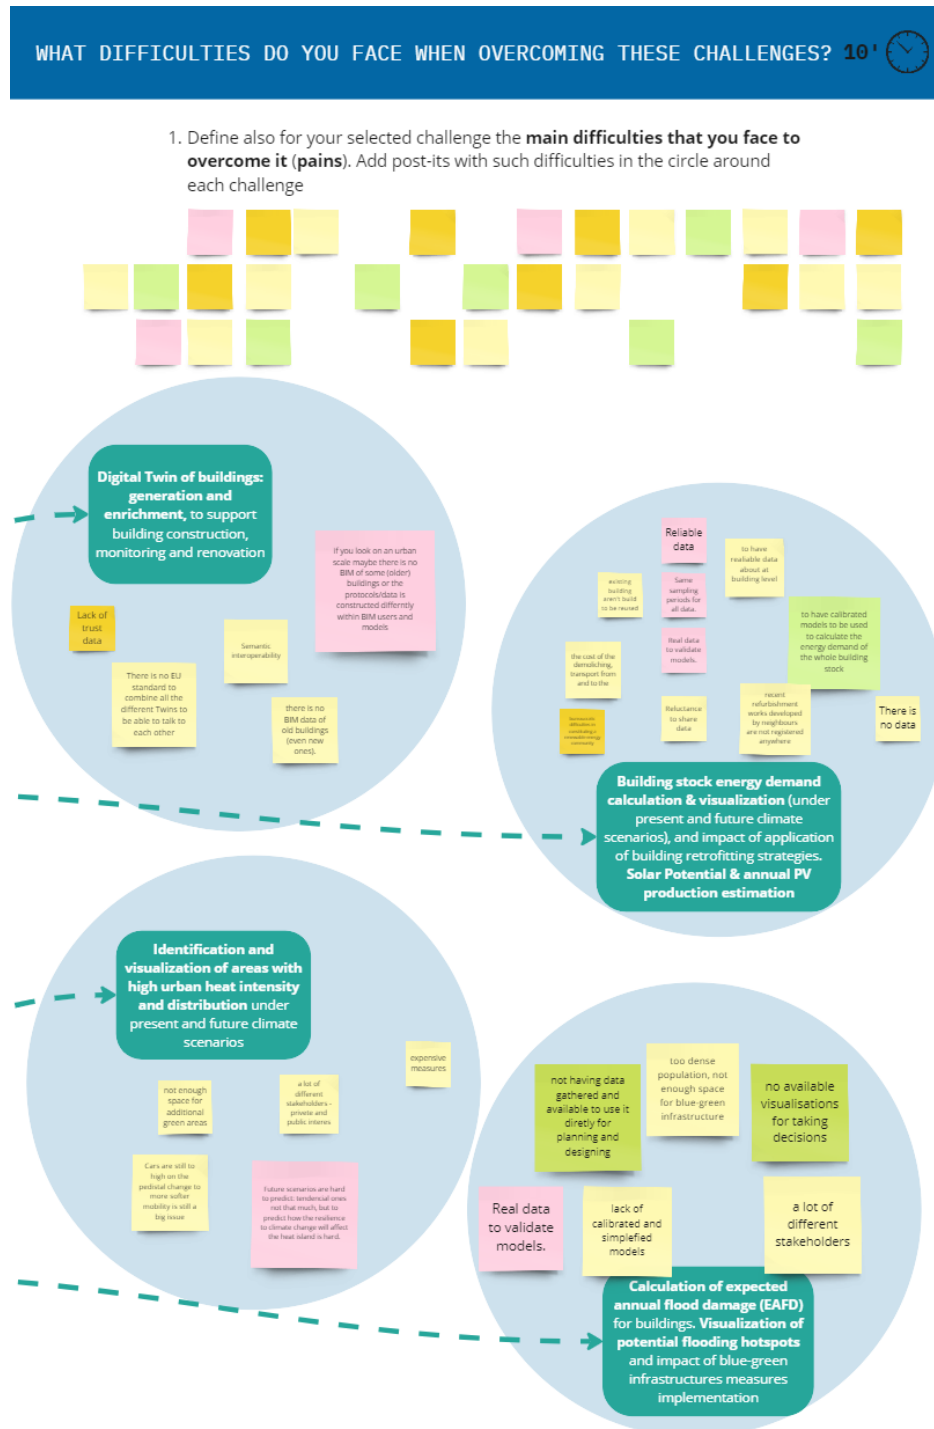 WHAT DIFFICULTIES DO YOU FACE WHEN OVERCOMING THESE CHALLENGES? 10'
1. Define also for your selected challenge the main difficulties that you face to
overcome it (pains). Add post-its with such difficulties in the circle around
each challenge
Digital Twin of buildings:
generation and
enrichment, to support
building construction,
monitoring and renovation
If you look on an urban
scale maybe there is no
BIM of some (older)
buildings or the
protocols/data is
constructed differntly
within BIM users and
models
Lack of
trust
data
Semantic
interoperability
There is no EU
standard to
combine all the
different Twins to
be able to talk to
each other
there is no
BIM data of
old buildings
(even new
ones).
Reliable
data
to have
realiable data
about at
building level
existing
building
aren't build
to be reused
Same
sampling
periods for
all data.
to have calibrated
models to be used
to calculate the
energy demand of
the whole building
stock
Real data
to validate
models.
the cost of the
demoliching,
transport from
and to the
Reluctance
to share
data
recent
refurbishment
works developed
by neighbours
are not registered
anywhere
There is
no data
Building stock energy demand
calculation & visualization (under
present and future climate
scenarios), and impact of application
of building retrofitting strategies.
Solar Potential & annual PV
production estimation
Identification and
visualization of areas with
high urban heat intensity
and distribution under
present and future climate
scenarios
expensive
measures
not enough
space for
additional
green areas
a lot of
different
stakeholders -
privete and
public interes
Cars are still to
high on the
pedistal change to
more softer
mobility is still a
big issue
Future scenarios are hard
to predict: tendencial ones
not that much, but to
predict how the resilience
to climate change will affect
the heat island is hard.
not having data
gathered and
available to use it
diretly for
planning and
designing
too dense
population, not
enough space
for blue-green
infrastructure
no available
visualisations
for taking
decisions
Real data
to validate
models.
lack of
calibrated and
simplefied
models
a lot of
different
stakeholders
Calculation of expected
annual flood damage (EAFD)
for buildings. Visualization of
potential flooding hotspots
and impact of blue-green
infrastructures measures
implementation